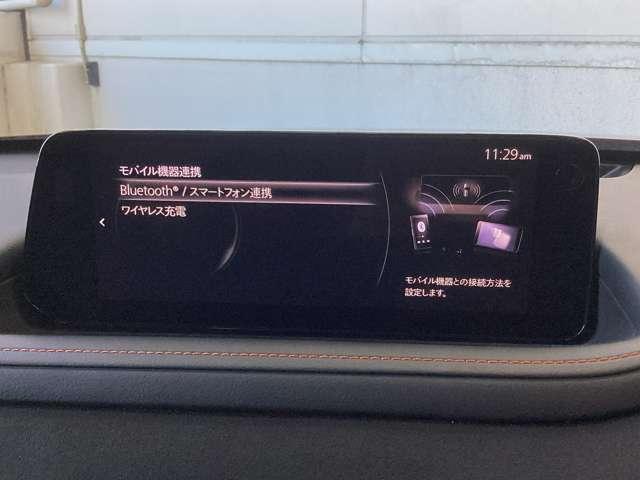 11:29am
モバイル機器連携
Bluetooth® / スマートフォン連携
ワイヤレス充電
モバイル機器との接続方法を
設定します。